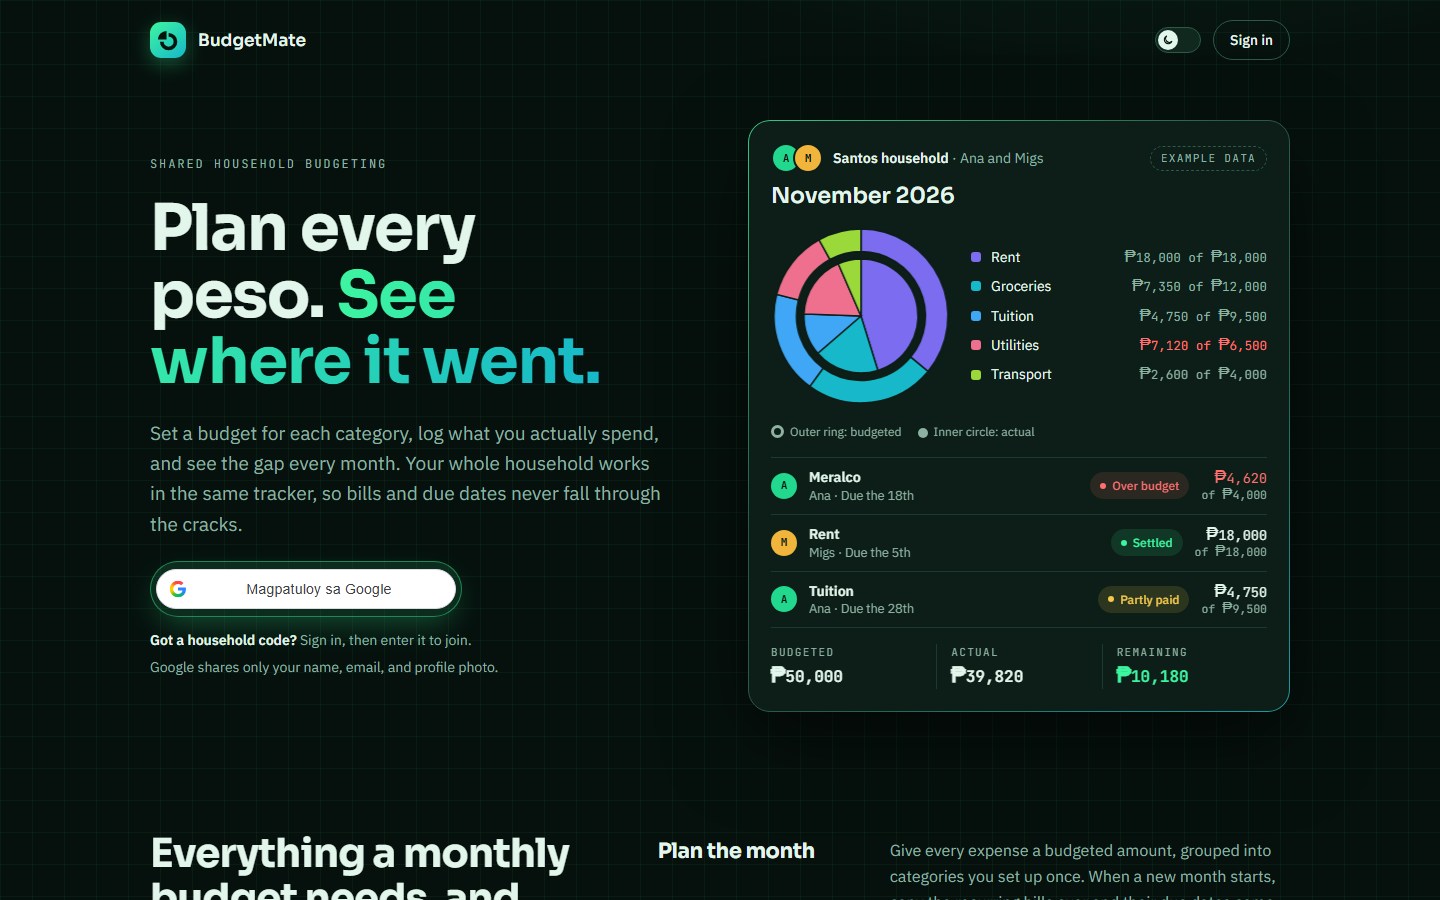 BudgetMate
Sign in
SHARED HOUSEHOLD BUDGETING
Plan every
peso. See
where it went.
Set a budget for each category, log what you actually spend,
and see the gap every month. Your whole household works
in the same tracker, so bills and due dates never fall through
the cracks.
Magpatuloy sa Google
Got a household code? Sign in, then enter it to join.
Google shares only your name, email, and profile photo.
A M Santos household · Ana and Migs
EXAMPLE DATA
November 2026
Rent ₱18,000 of ₱18,000
Groceries ₱7,350 of ₱12,000
Tuition ₱4,750 of ₱9,500
Utilities ₱7,120 of ₱6,500
Transport ₱2,600 of ₱4,000
Outer ring: budgeted Inner circle: actual
A
Meralco
Ana · Due the 18th
Over budget
₱4,620
of ₱4,000
M
Rent
Migs · Due the 5th
Settled
₱18,000
of ₱18,000
A
Tuition
Ana · Due the 28th
Partly paid
₱4,750
of ₱9,500
BUDGETED
₱50,000
ACTUAL
₱39,820
REMAINING
₱10,180
Everything a monthly
budget needs, and
Plan the month
Give every expense a budgeted amount, grouped into
categories you set up once. When a new month starts,